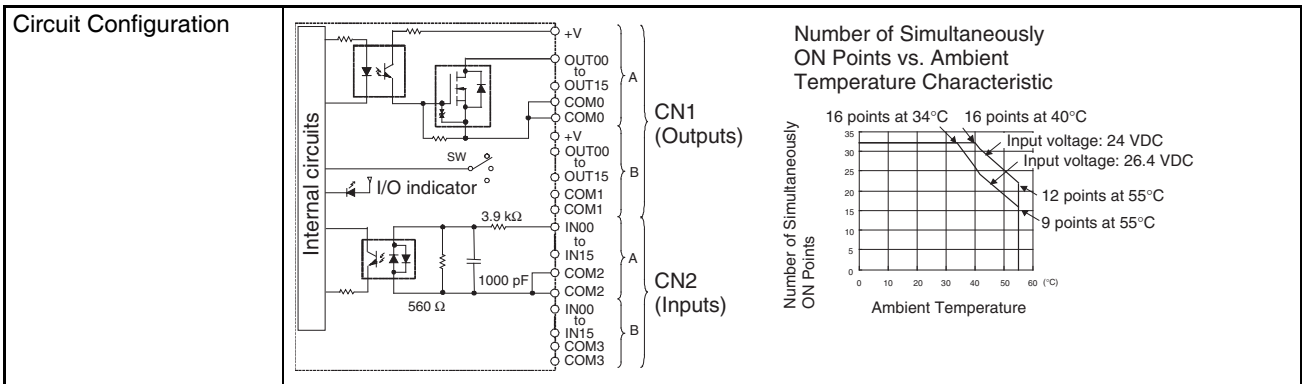 Circuit Configuration
Internal circuits
SW
I/O indicator
3.9 kΩ
1000 pF
560 Ω
+V
OUT00
to
OUT15
COM0
COM0
+V
OUT00
to
OUT15
COM1
COM1
IN00
to
IN15
COM2
COM2
IN00
to
IN15
COM3
COM3
A
B
A
B
CN1
(Outputs)
CN2
(Inputs)
Number of Simultaneously
ON Points vs. Ambient
Temperature Characteristic
16 points at 34°C 16 points at 40°C
Input voltage: 24 VDC
Input voltage: 26.4 VDC
12 points at 55°C
9 points at 55°C
Number of Simultaneously
ON Points
35
30
25
20
15
10
5
0
0 10 20 30 40 50 60 (°C)
Ambient Temperature